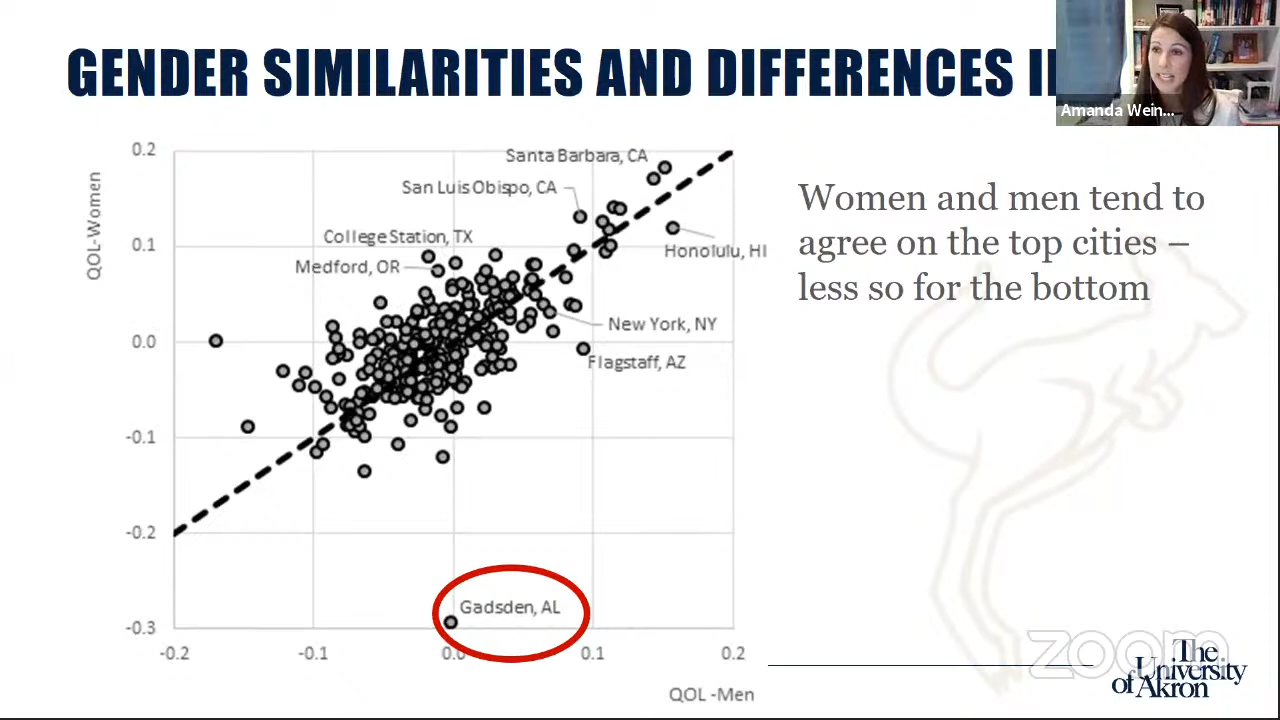 GENDER SIMILARITIES AND DIFFERENCES
Amanda Wein...
Women and men tend to
agree on the top cities –
less so for the bottom
QOL-Women
0.2
0.1
0.0
-0.1
-0.2
-0.3
Santa Barbara, CA
San Luis Obispo, CA
College Station, TX
Medford, OR
Honolulu, HI
New York, NY
Flagstaff, AZ
Gadsden, AL
-0.2
-0.1
0.0
0.1
0.2
QOL -Men
zoom
The
University
of Akron